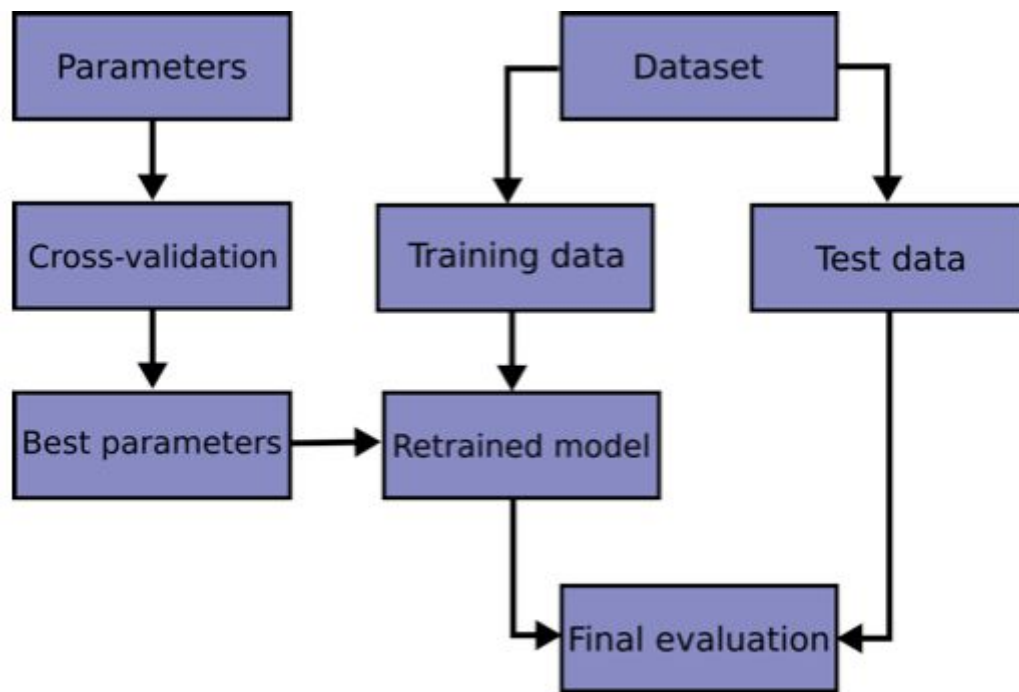 Parameters
Dataset
Cross-validation
Training data
Test data
Best parameters
Retrained model
Final evaluation